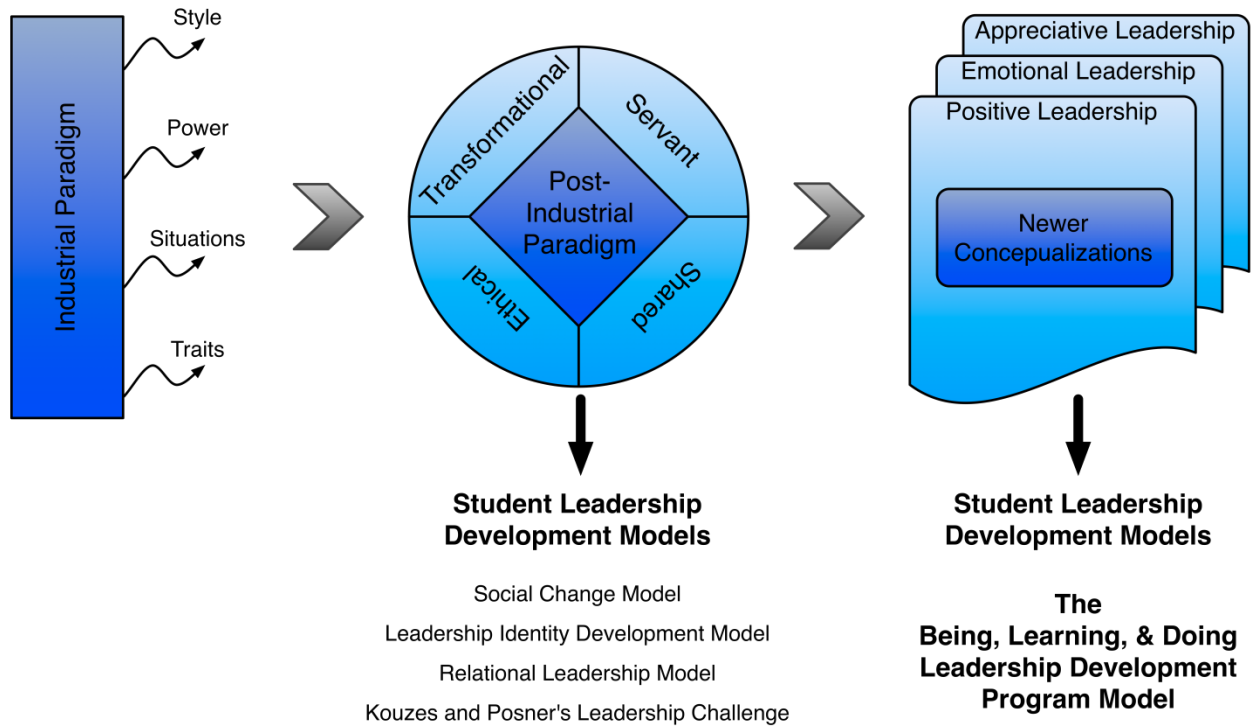 Industrial Paradigm
Style
Power
Situations
Traits
Transformational
Servant
Post-
Industrial
Paradigm
Ethical
Shared
Appreciative Leadership
Emotional Leadership
Positive Leadership
Newer
Concepualizations
Student Leadership
Development Models
Social Change Model
Leadership Identity Development Model
Relational Leadership Model
Kouzes and Posner's Leadership Challenge
Student Leadership
Development Models
The
Being, Learning, & Doing
Leadership Development
Program Model